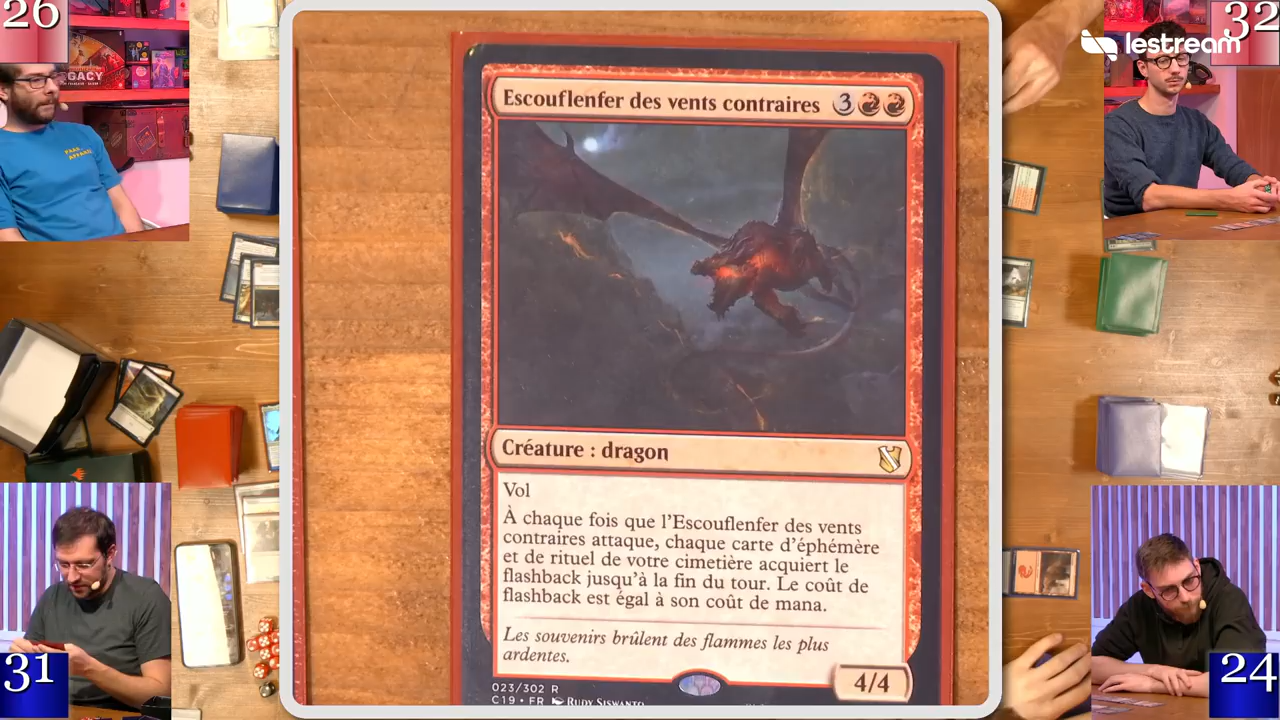 26
32
lestream
LEGACY
Escouflenfer des vents contraires 3
Créature : dragon
Vol
À chaque fois que l'Escouflenfer des vents
contraires attaque, chaque carte d'éphémère
et de rituel de votre cimetière acquiert le
flashback jusqu'à la fin du tour. Le coût de
flashback est égal à son coût de mana.
Les souvenirs brûlent des flammes les plus
ardentes.
4/4
023/302 R
C19 • FR RUDY SISWANTO
31
24